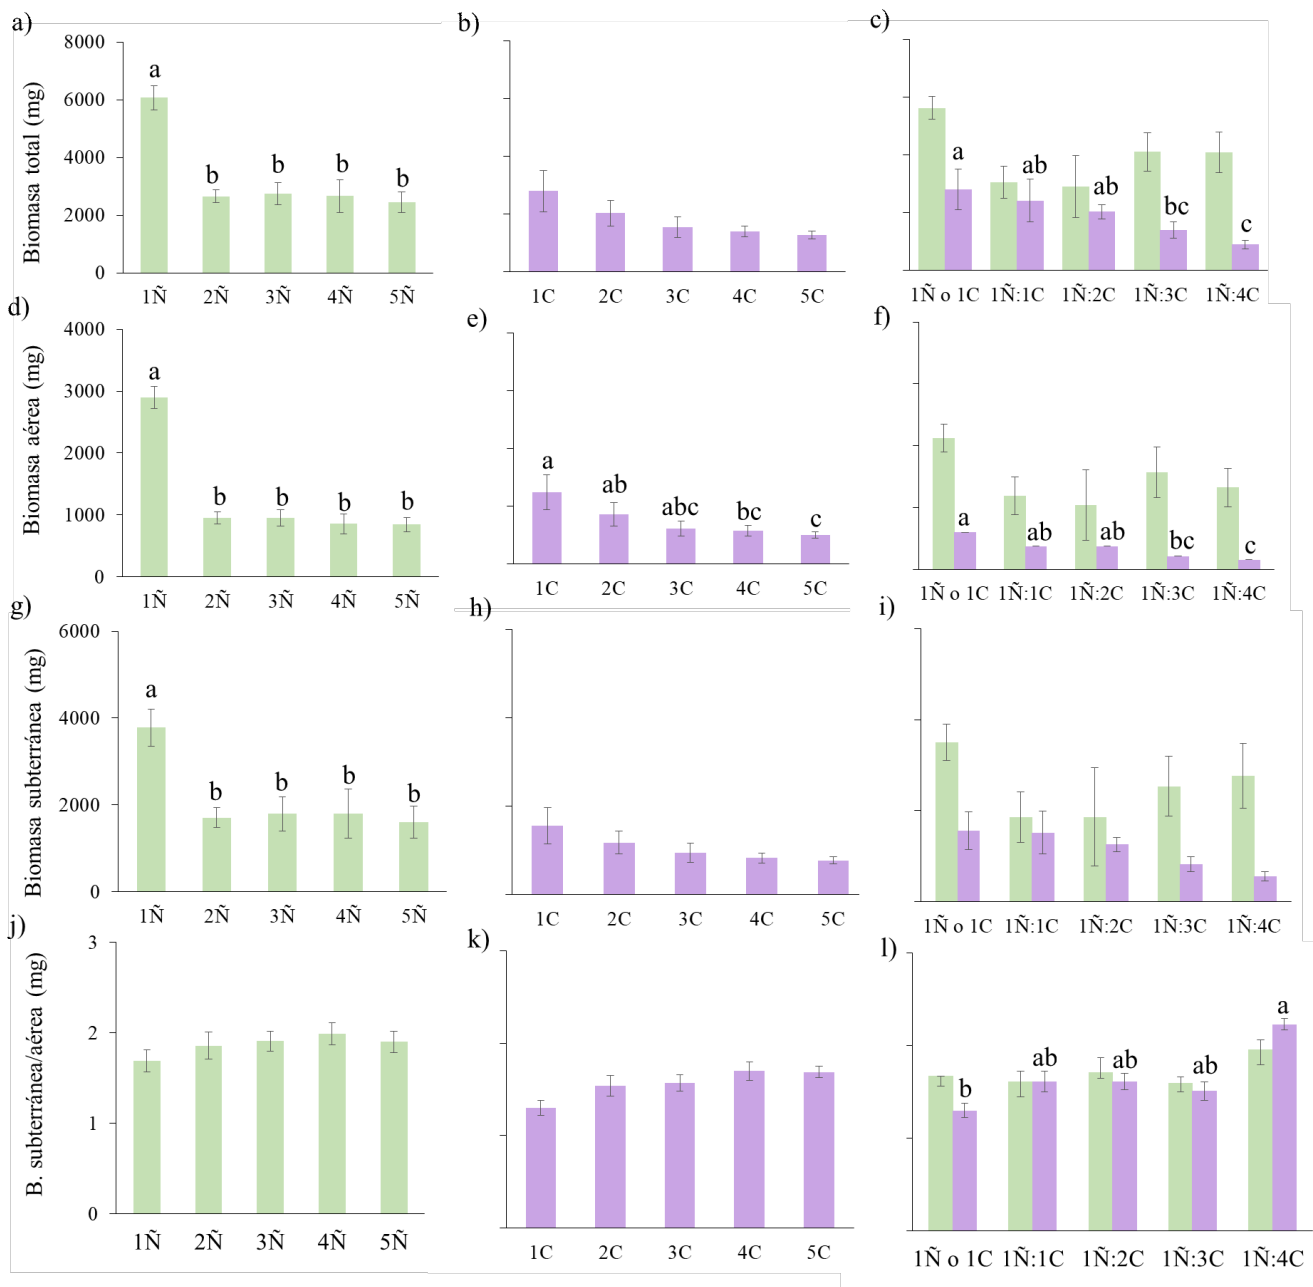 a)
Biomasa total (mg)
8000
6000
4000
2000
0
a
b
b
b
b
1Ñ 2Ñ 3Ñ 4Ñ 5Ñ
b)
1C 2C 3C 4C 5C
c)
a
ab
ab
bc
c
1Ñ o 1C 1Ñ:1C 1Ñ:2C 1Ñ:3C 1Ñ:4C
d)
Biomasa aérea (mg)
4000
3000
2000
1000
0
a
b
b
b
b
1Ñ 2Ñ 3Ñ 4Ñ 5Ñ
e)
a
ab
abc
bc
c
1C 2C 3C 4C 5C
f)
a
ab
ab
bc
c
1Ñ o 1C 1Ñ:1C 1Ñ:2C 1Ñ:3C 1Ñ:4C
g)
Biomasa subterránea (mg)
6000
4000
2000
0
a
b
b
b
b
1Ñ 2Ñ 3Ñ 4Ñ 5Ñ
h)
1C 2C 3C 4C 5C
i)
1Ñ o 1C 1Ñ:1C 1Ñ:2C 1Ñ:3C 1Ñ:4C
j)
B. subterránea/aérea (mg)
3
2
1
0
1Ñ 2Ñ 3Ñ 4Ñ 5Ñ
k)
1C 2C 3C 4C 5C
l)
b
ab
ab
ab
a
1Ñ o 1C 1Ñ:1C 1Ñ:2C 1Ñ:3C 1Ñ:4C